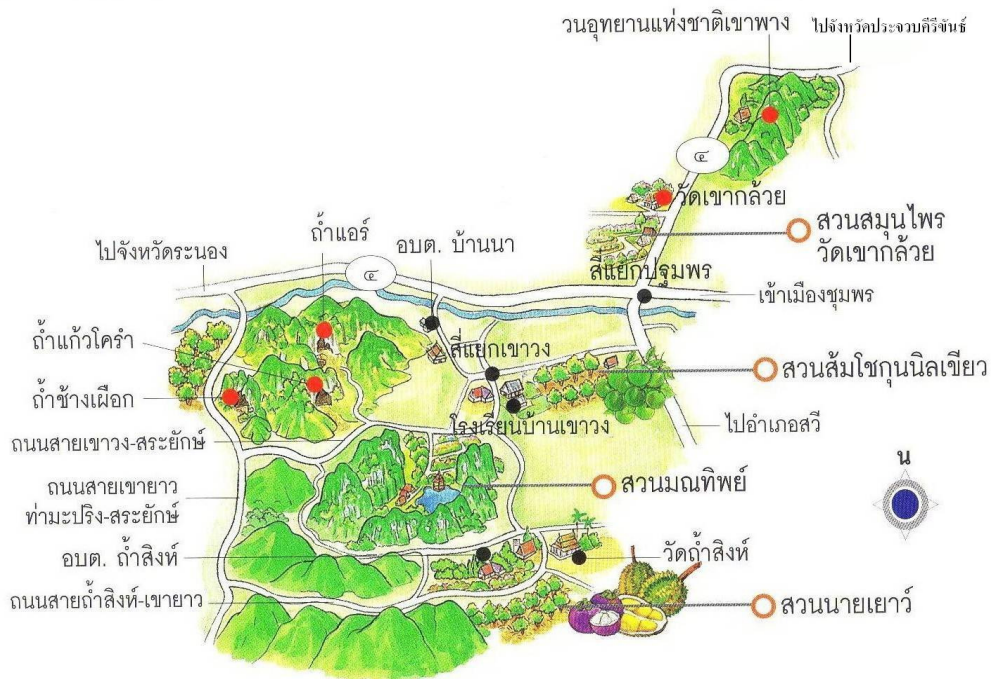 วนอุทยานแห่งชาติเขาพาง
ไปจังหวัดประจวบคีรีขันธ์
๔
วัดเขากล้วย
สวนสมุนไพร
วัดเขากล้วย
ถ้ำแอร์
อบต. บ้านนา
ไปจังหวัดระนอง
๔
สี่แยกปฐมพร
เข้าเมืองชุมพร
ถ้ำแก้วโครำ
สี่แยกเขาวง
สวนส้มโชกุนนิลเขียว
ถ้ำช้างเผือก
โรงเรียนบ้านเขาวง
ไปอำเภอสวี
ถนนสายเขาวง-สระยักษ์
น
ถนนสายเขายาว
ท่ามะปริง-สระยักษ์
สวนมณทิพย์
อบต. ถ้ำสิงห์
วัดถ้ำสิงห์
ถนนสายถ้ำสิงห์-เขายาว
สวนนายเยาว์